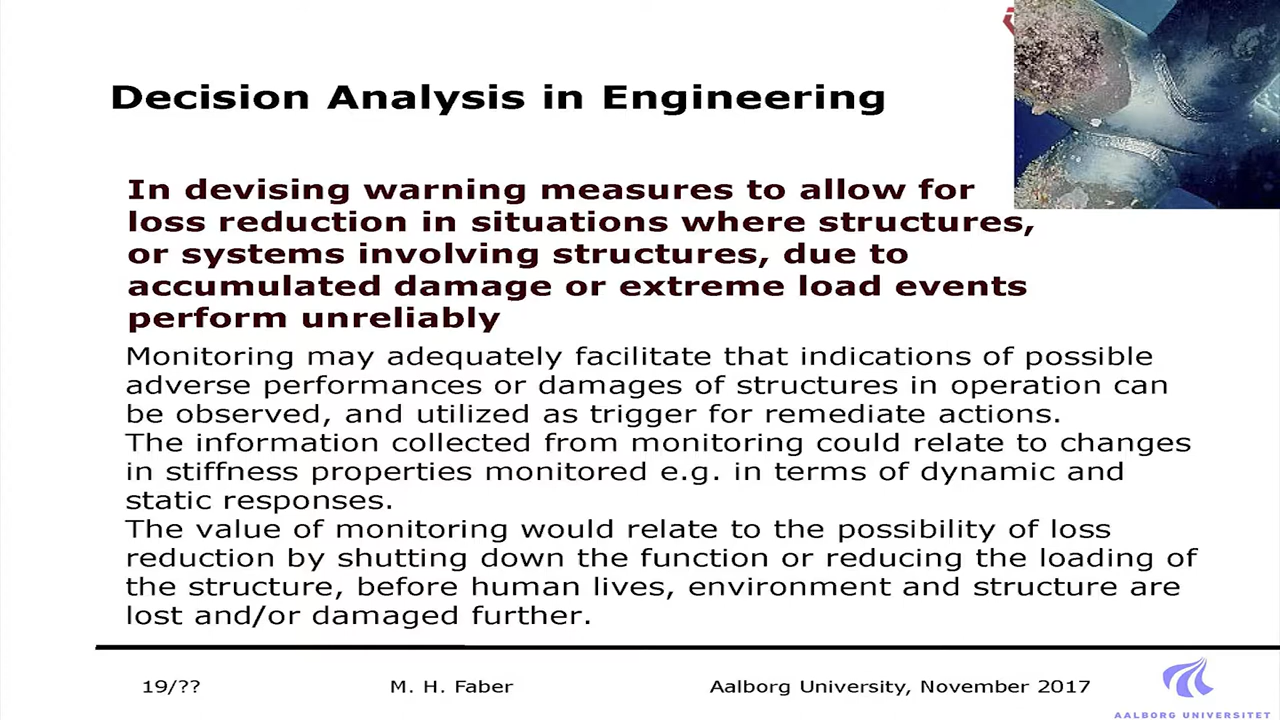 Decision Analysis in Engineering
In devising warning measures to allow for
loss reduction in situations where structures,
or systems involving structures, due to
accumulated damage or extreme load events
perform unreliably
Monitoring may adequately facilitate that indications of possible
adverse performances or damages of structures in operation can
be observed, and utilized as trigger for remediate actions.
The information collected from monitoring could relate to changes
in stiffness properties monitored e.g. in terms of dynamic and
static responses.
The value of monitoring would relate to the possibility of loss
reduction by shutting down the function or reducing the loading of
the structure, before human lives, environment and structure are
lost and/or damaged further.
19/??
M. H. Faber
Aalborg University, November 2017
AALBORG UNIVERSITET